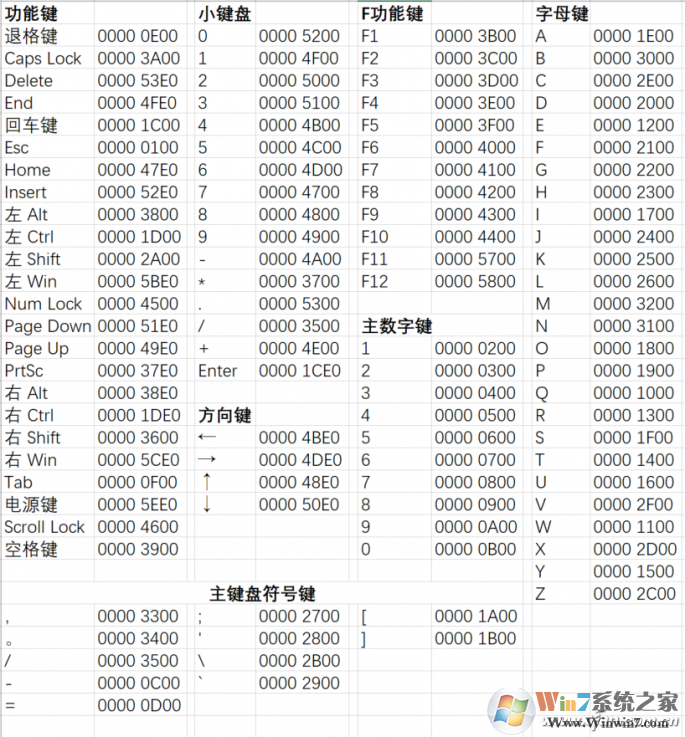 功能键 小键盘 F功能键 字母键
退格键 0000 0E00 0 0000 5200 F1 0000 3B00 A 0000 1E00
Caps Lock 0000 3A00 1 0000 4F00 F2 0000 3C00 B 0000 3000
Delete 0000 53E0 2 0000 5000 F3 0000 3D00 C 0000 2E00
End 0000 4FE0 3 0000 5100 F4 0000 3E00 D 0000 2000
回车键 0000 1C00 4 0000 4B00 F5 0000 3F00 E 0000 1200
Esc 0000 0100 5 0000 4C00 F6 0000 4000 F 0000 2100
Home 0000 47E0 6 0000 4D00 F7 0000 4100 G 0000 2200
Insert 0000 52E0 7 0000 4700 F8 0000 4200 H 0000 2300
左 Alt 0000 3800 8 0000 4800 F9 0000 4300 I 0000 1700
左 Ctrl 0000 1D00 9 0000 4900 F10 0000 4400 J 0000 2400
左 Shift 0000 2A00 - 0000 4A00 F11 0000 5700 K 0000 2500
左 Win 0000 5BE0 * 0000 3700 F12 0000 5800 L 0000 2600
Num Lock 0000 4500 . 0000 5300 M 0000 3200
Page Down 0000 51E0 / 0000 3500 主数字键 N 0000 3100
Page Up 0000 49E0 + 0000 4E00 1 0000 0200 O 0000 1800
PrtSc 0000 37E0 Enter 0000 1CE0 2 0000 0300 P 0000 1900
右 Alt 0000 38E0 3 0000 0400 Q 0000 1000
右 Ctrl 0000 1DE0 方向键 4 0000 0500 R 0000 1300
右 Shift 0000 3600 ← 0000 4BE0 5 0000 0600 S 0000 1F00
右 Win 0000 5CE0 → 0000 4DE0 6 0000 0700 T 0000 1400
Tab 0000 0F00 ↑ 0000 48E0 7 0000 0800 U 0000 1600
电源键 0000 5EE0 ↓ 0000 50E0 8 0000 0900 V 0000 2F00
Scroll Lock 0000 4600 9 0000 0A00 W 0000 1100
空格键 0000 3900 0 0000 0B00 X 0000 2D00
Y 0000 1500
主键盘符号键 Z 0000 2C00
, 0000 3300 ; 0000 2700 [ 0000 1A00
。 0000 3400 ' 0000 2800 ] 0000 1B00
/ 0000 3500 \ 0000 2B00
- 0000 0C00 ` 0000 2900
= 0000 0D00
Win7系统之家
Www.Winwin7.com